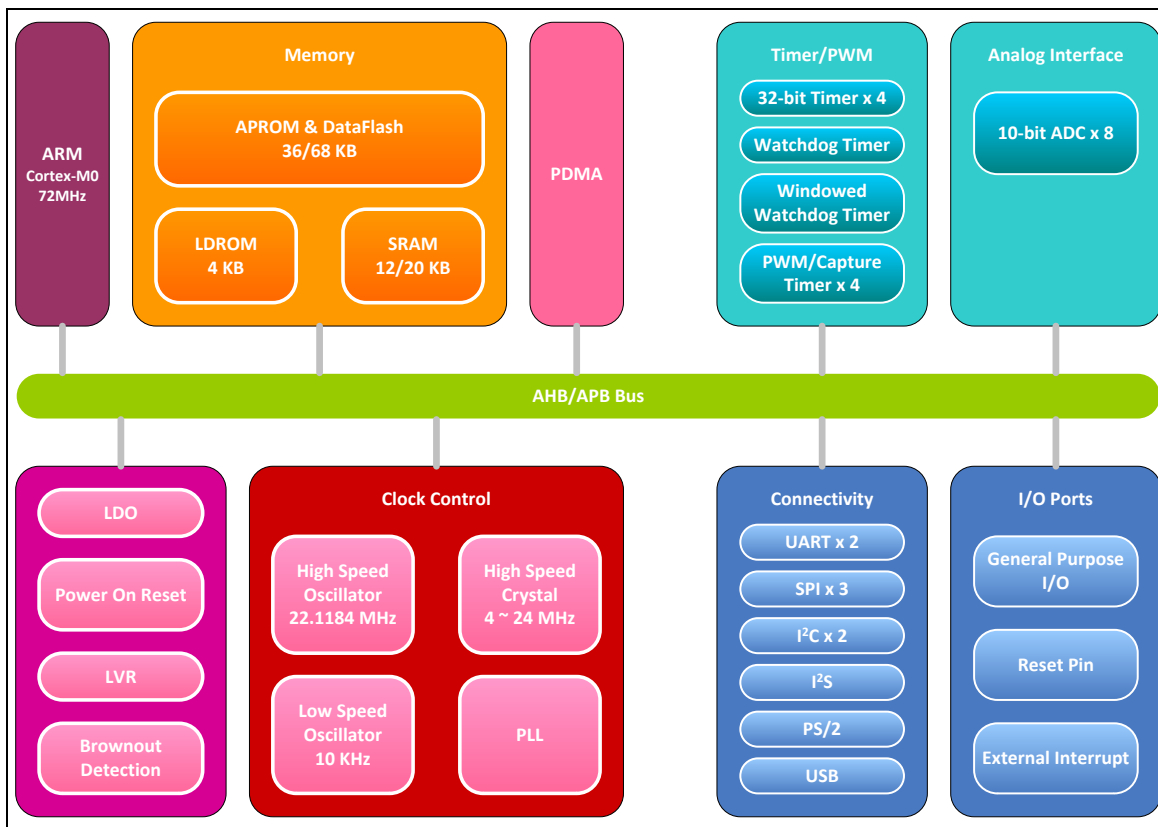 ARM
Cortex-M0
72MHz
Memory
APROM & DataFlash
36/68 KB
LDROM
4 KB
SRAM
12/20 KB
PDMA
Timer/PWM
32-bit Timer x 4
Watchdog Timer
Windowed
Watchdog Timer
PWM/Capture
Timer x 4
Analog Interface
10-bit ADC x 8
AHB/APB Bus
LDO
Power On Reset
LVR
Brownout
Detection
Clock Control
High Speed
Oscillator
22.1184 MHz
High Speed
Crystal
4 ~ 24 MHz
Low Speed
Oscillator
10 KHz
PLL
Connectivity
UART x 2
SPI x 3
I²C x 2
I²S
PS/2
USB
I/O Ports
General Purpose
I/O
Reset Pin
External Interrupt